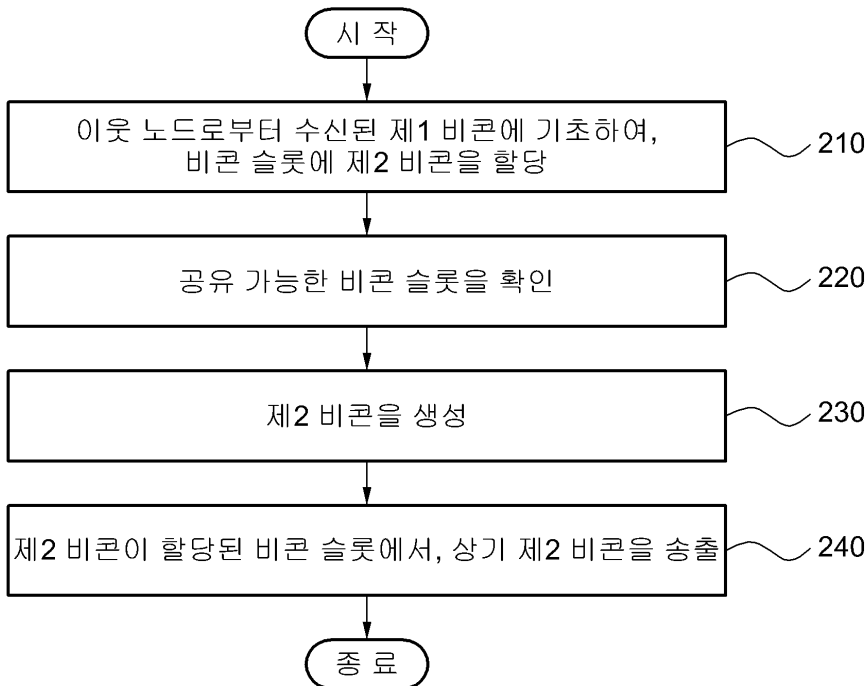 시 작
이웃 노드로부터 수신된 제1 비콘에 기초하여,
비콘 슬롯에 제2 비콘을 할당
210
공유 가능한 비콘 슬롯을 확인
220
제2 비콘을 생성
230
제2 비콘이 할당된 비콘 슬롯에서, 상기 제2 비콘을 송출
240
종 료